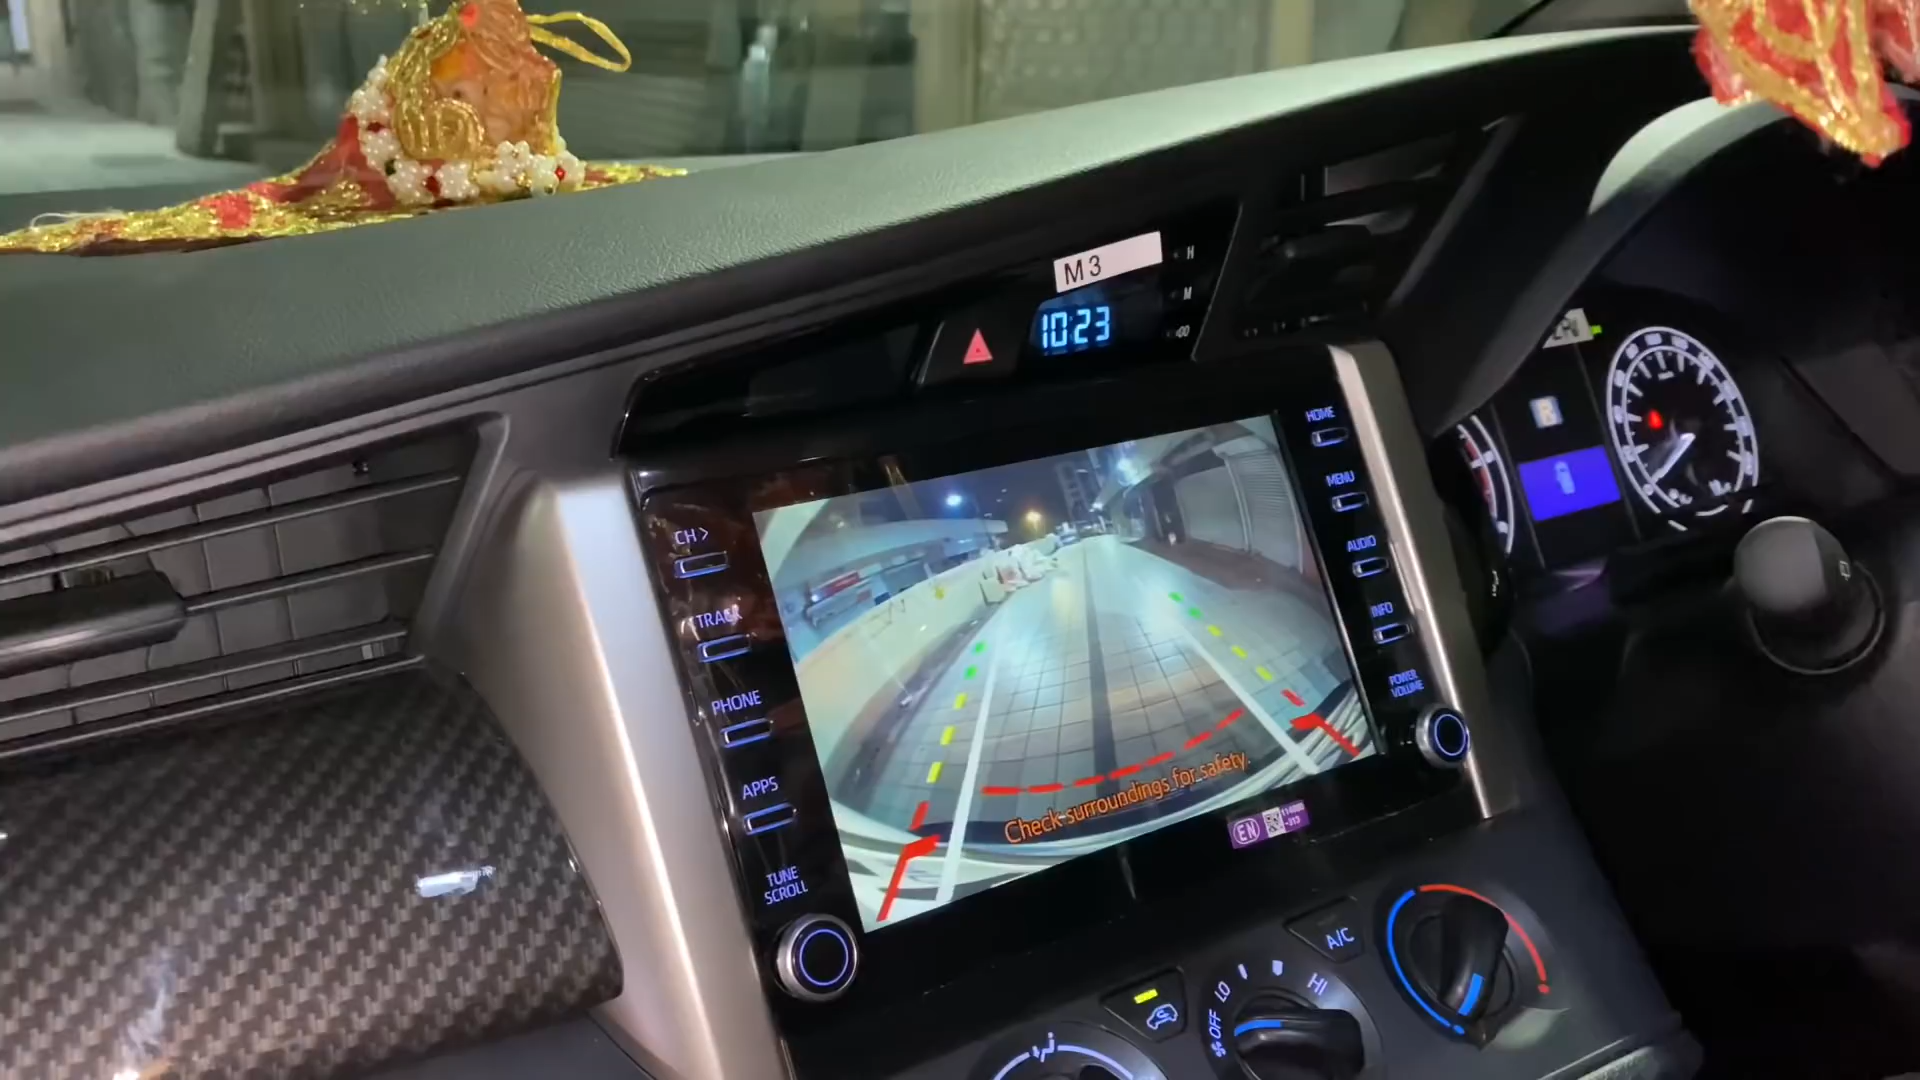 M3
H
M
:00
10:23
HOME
MENU
AUDIO
INFO
POWER
VOLUME
CH >
TRACK
PHONE
APPS
TUNE
SCROLL
Check surroundings for safety.
EN
A/C
OFF LO HI